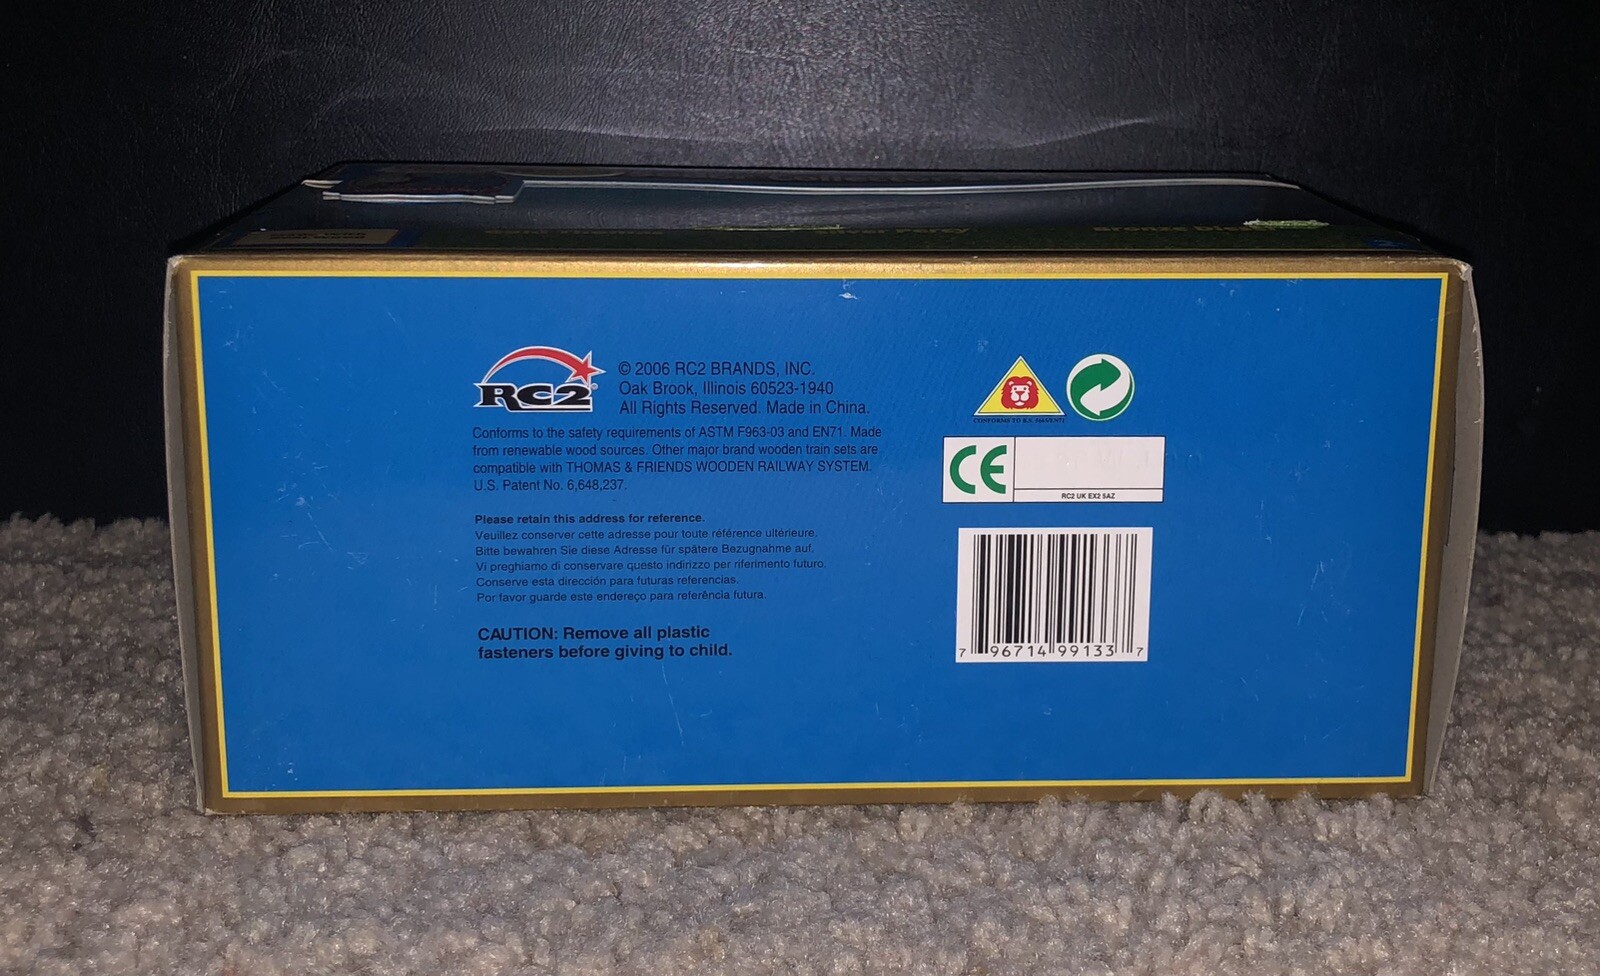 RC2
© 2006 RC2 BRANDS, INC.
Oak Brook, Illinois 60523-1940
All Rights Reserved. Made in China.
Conforms to the safety requirements of ASTM F963-03 and EN71. Made
from renewable wood sources. Other major brand wooden train sets are
compatible with THOMAS & FRIENDS WOODEN RAILWAY SYSTEM.
U.S. Patent No. 6,648,237.
Please retain this address for reference.
Veuillez conserver cette adresse pour toute référence ultérieure.
Bitte bewahren Sie diese Adresse für spätere Bezugnahme auf.
Vi preghiamo di conservare questo indirizzo per riferimento futuro.
Conserve esta dirección para futuras referencias.
Por favor guarde este endereço para referência futura.
CAUTION: Remove all plastic
fasteners before giving to child.
CONFORMS TO B.S.
CE
RC2 UK EX2 5AZ
7 96714 99133 7